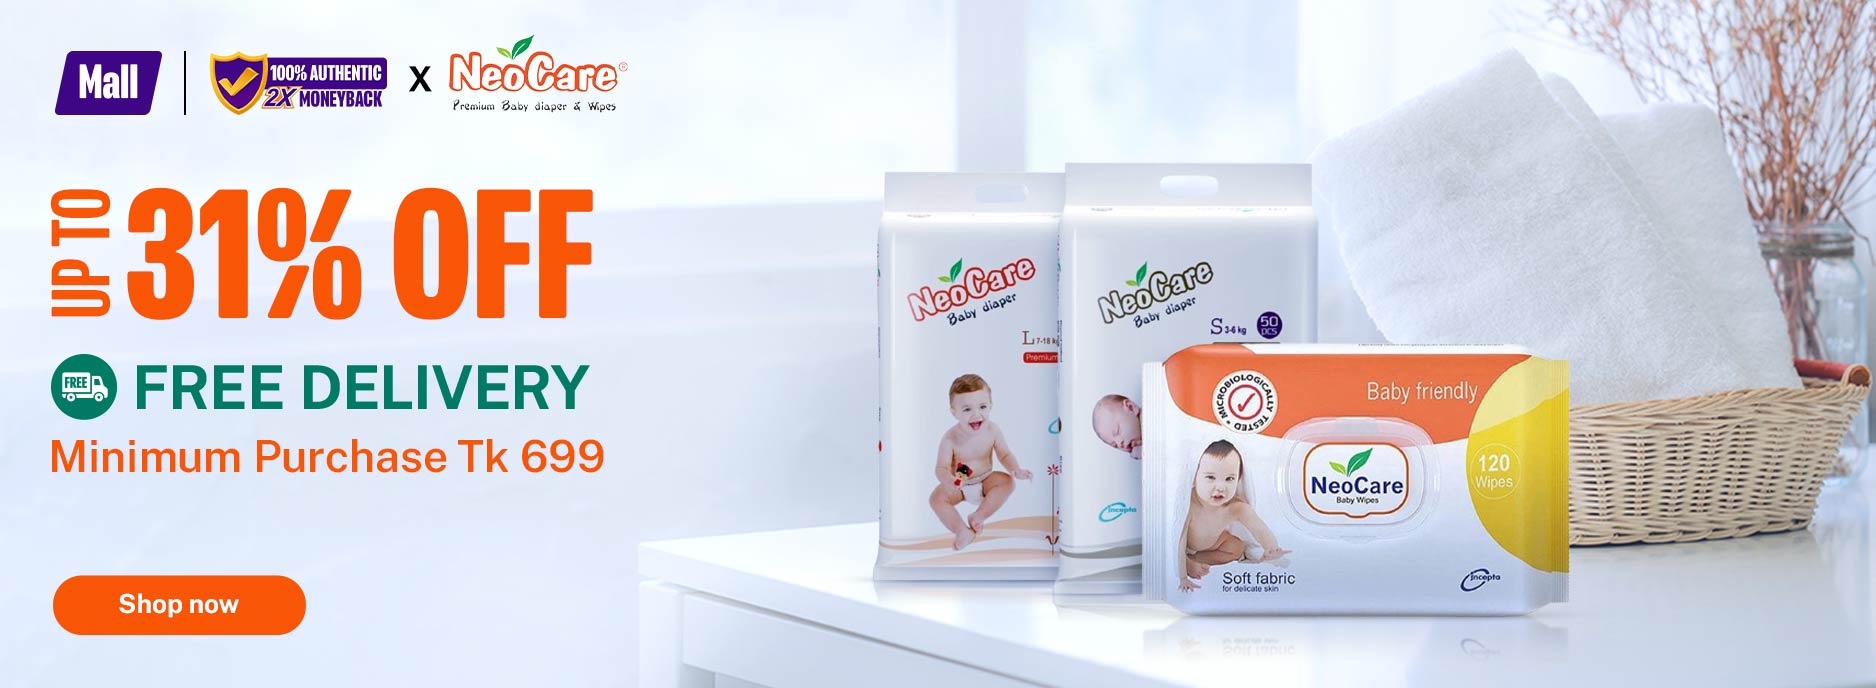 Mall
100% AUTHENTIC
2X MONEYBACK
X
NeoCare®
Premium Baby diaper & Wipes
UP TO
31% OFF
FREE
FREE DELIVERY
Minimum Purchase Tk 699
Shop now
NeoCare
Baby diaper
L 7-18 kg
Premium
NeoCare
Baby diaper
S 3-6 kg
50
PCS
Incepta
MICROBIOLOGICALLY TESTED
Baby friendly
120
Wipes
NeoCare
Baby Wipes
Soft fabric
for delicate skin
Incepta